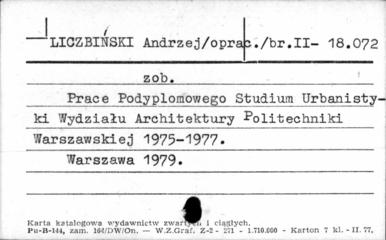 LICZBIŃSKI Andrzej/oprac./br.II- 18.072
zob.
Prace Podyplomowego Studium Urbanisty-
ki Wydziału Architektury Politechniki
Warszawskiej 1975-1977.
Warszawa 1979.
Karta katalogowa wydawnictw zwartych i ciągłych.
Pu-B-144, zam. 164/DW/On. — W.Z.Graf. Z-2 - 271 - 1.710.000 - Karton 7 kl. - II. 77.